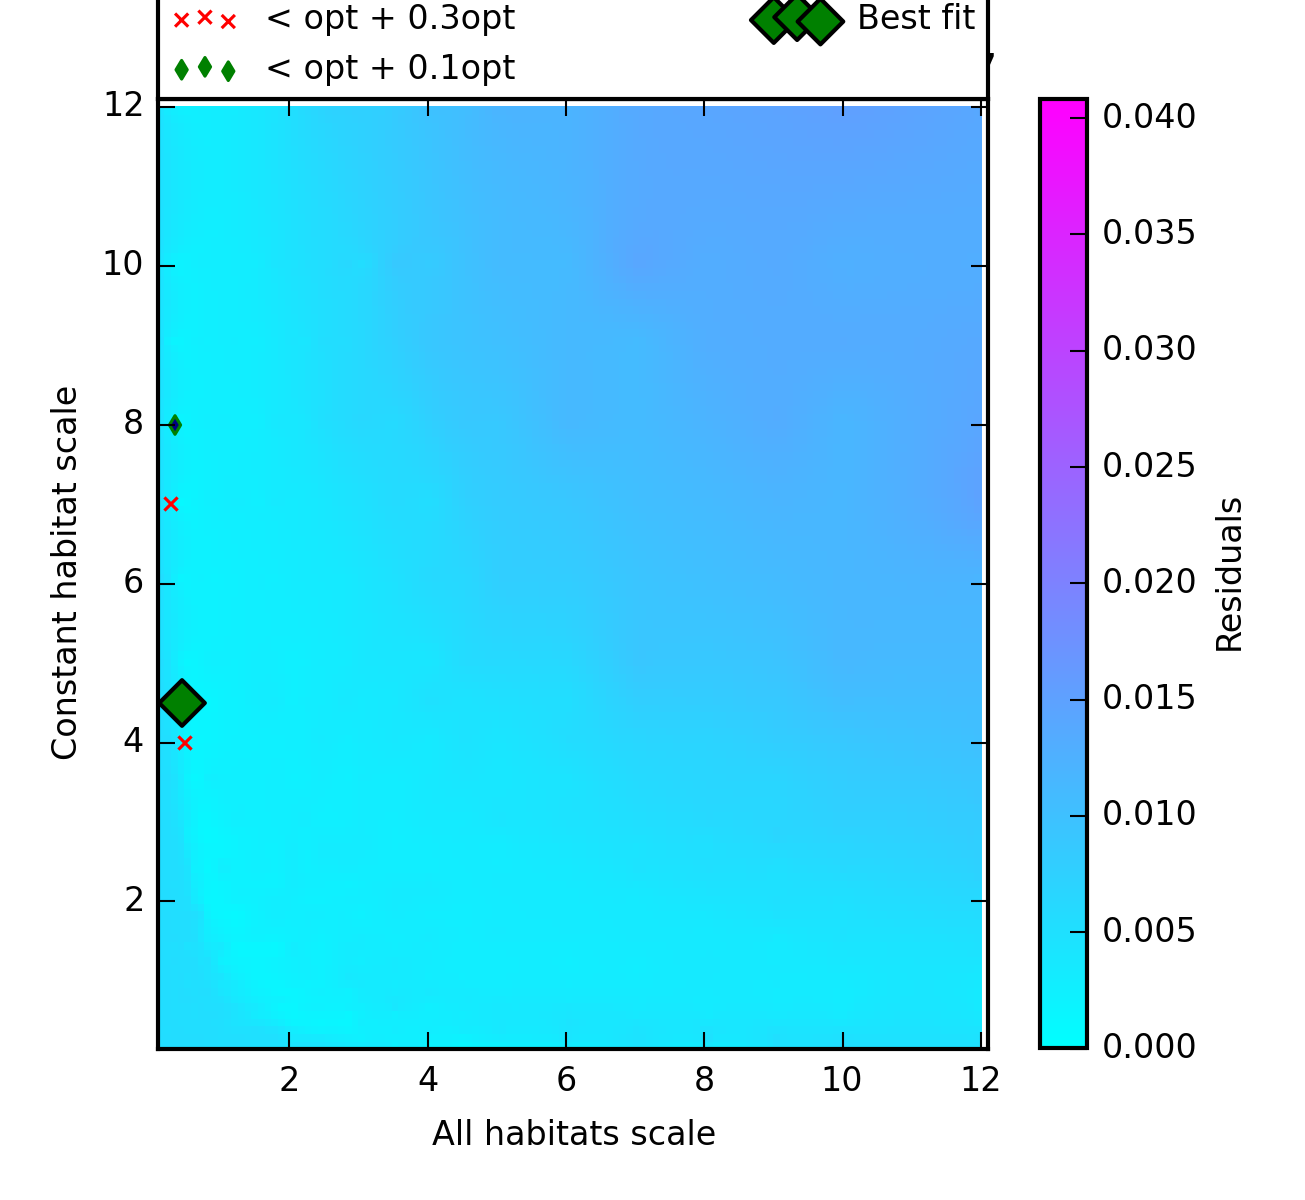 < opt + 0.3opt
Best fit
< opt + 0.1opt
12
10
8
6
4
2
Constant habitat scale
2 4 6 8 10 12
All habitats scale
0.040
0.035
0.030
0.025
0.020
0.015
0.010
0.005
0.000
Residuals